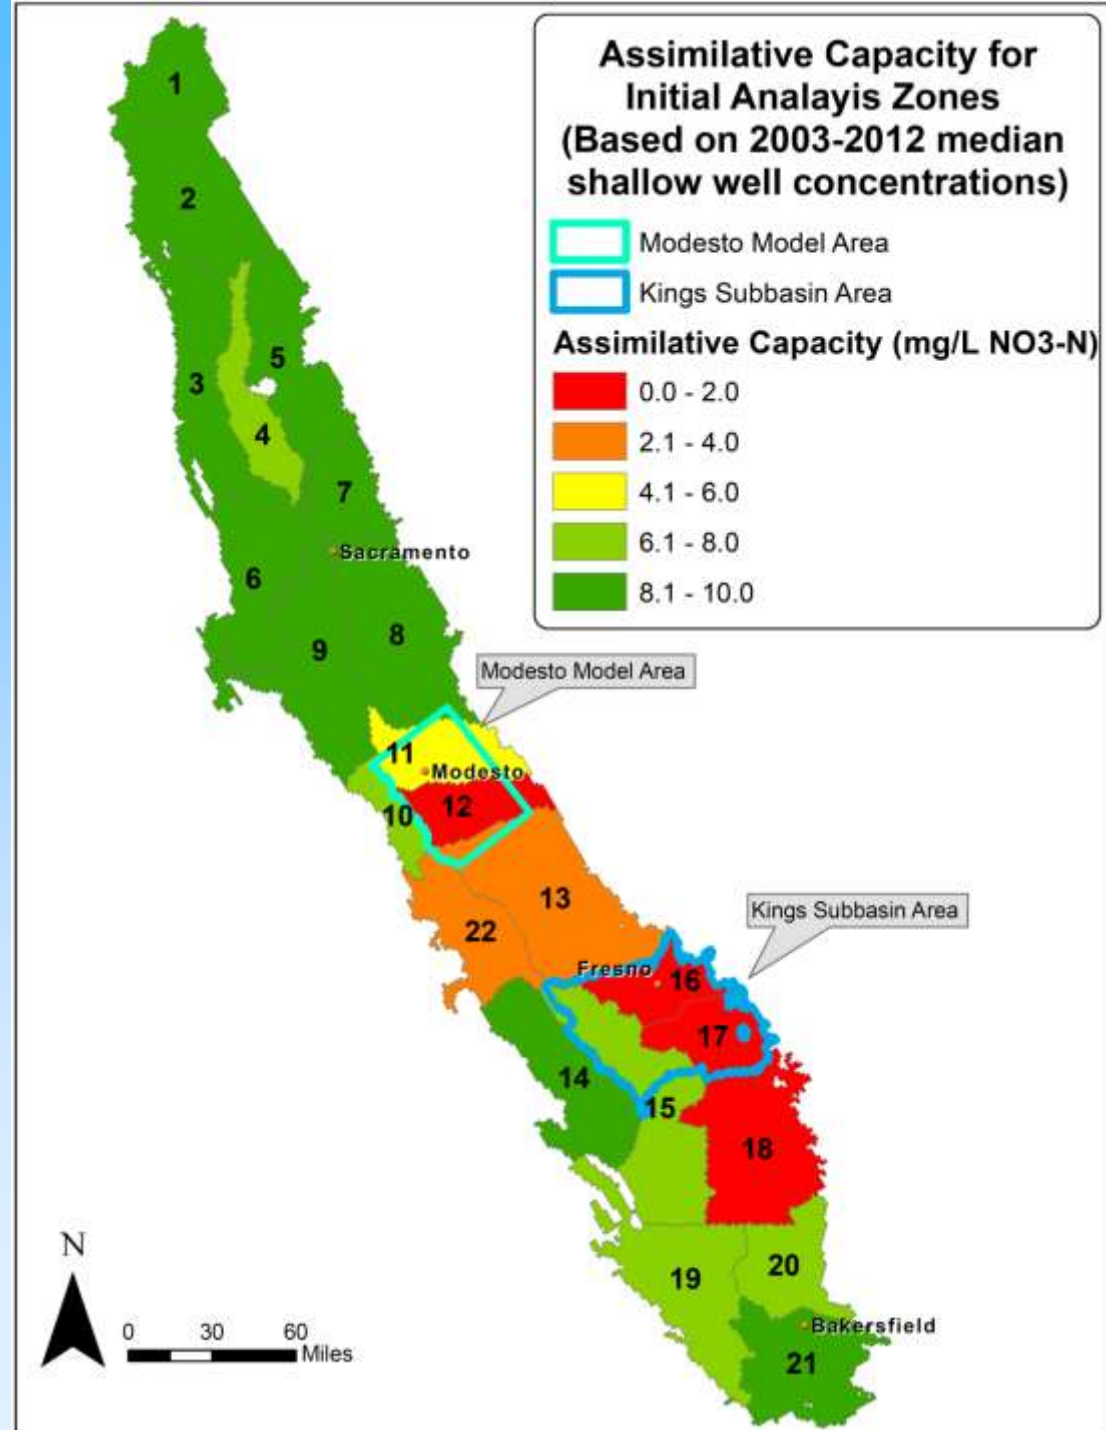 Assimilative Capacity for
Initial Analayis Zones
(Based on 2003-2012 median
shallow well concentrations)
Modesto Model Area
Kings Subbasin Area
Assimilative Capacity (mg/L NO3-N)
0.0 - 2.0
2.1 - 4.0
4.1 - 6.0
6.1 - 8.0
8.1 - 10.0
1
2
5
3
4
7
Sacramento
6
8
9
Modesto Model Area
11
Modesto
12
10
13
Kings Subbasin Area
22
Fresno
16
17
14
15
18
19
20
Bakersfield
21
N
0 30 60
Miles